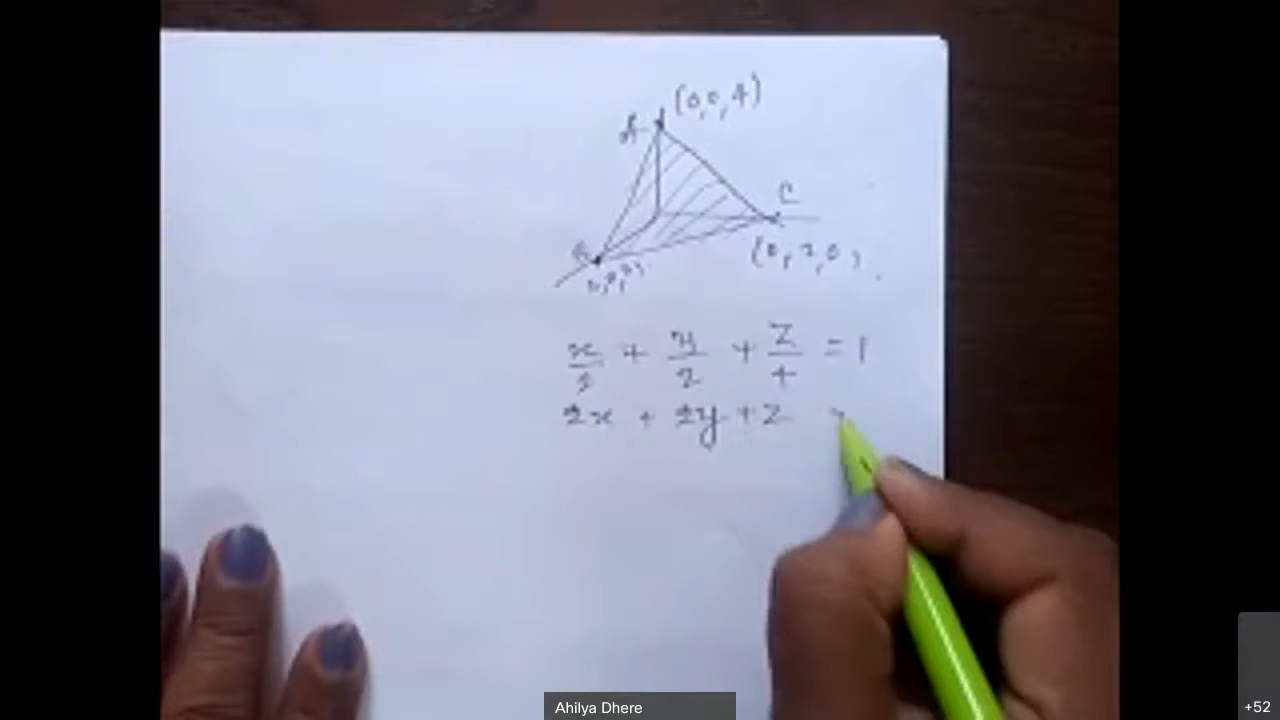 (0,0,4)
A
C
(0,2,0)
x/2 + y/2 + z/4 = 1
2x + 2y + z =
Ahilya Dhere
+52